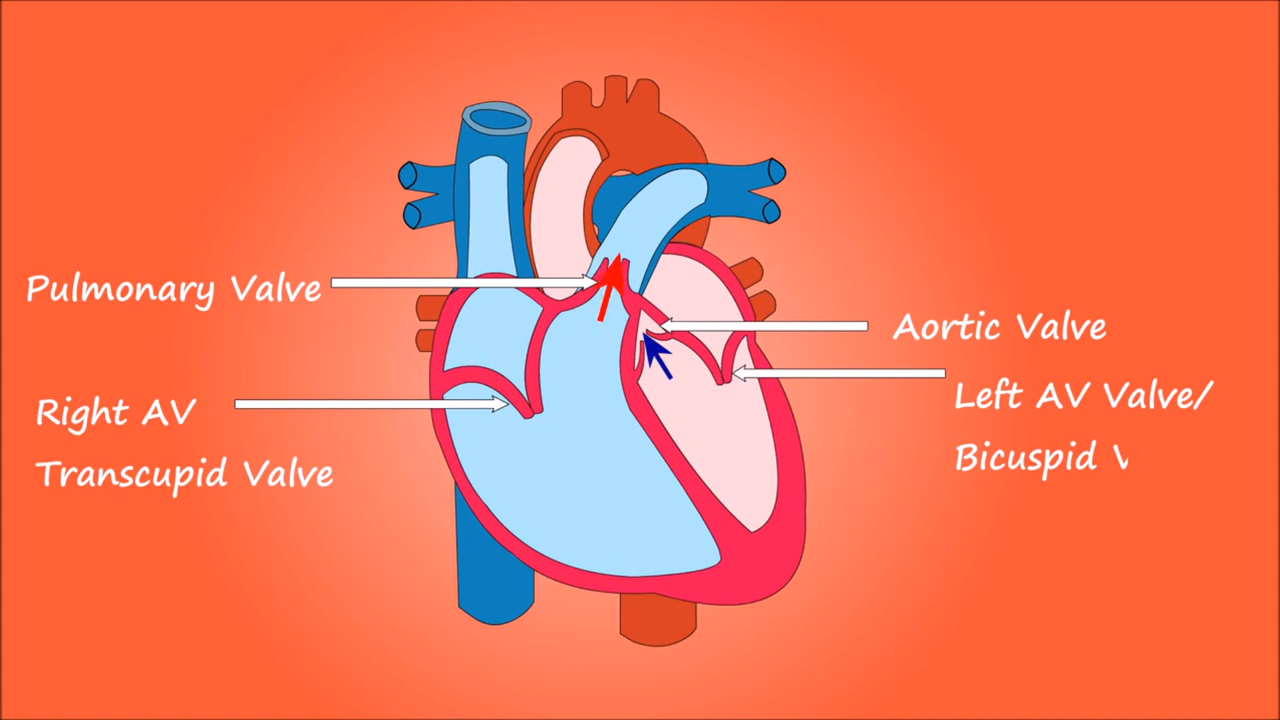 Pulmonary Valve
Right AV
Transcupid Valve
Aortic Valve
Left AV Valve/
Bicuspid